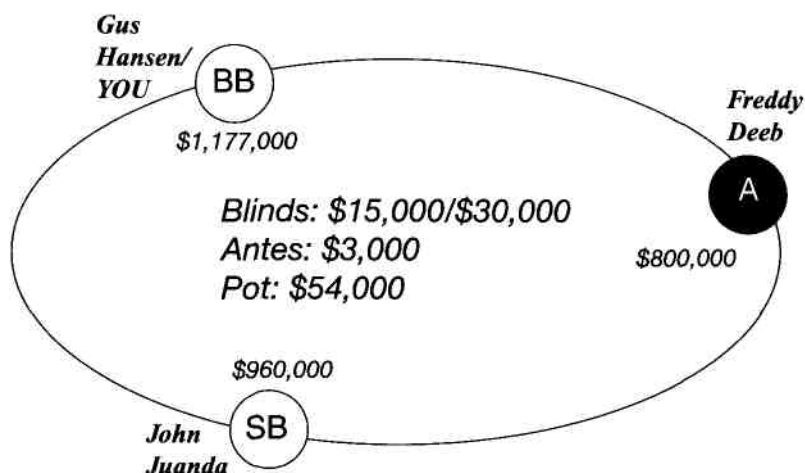 Gus
Hansen/
YOU
BB
$1,177,000
Freddy
Deeb
A
$800,000
Blinds: $15,000/$30,000
Antes: $3,000
Pot: $54,000
$960,000
SB
John
Juanda